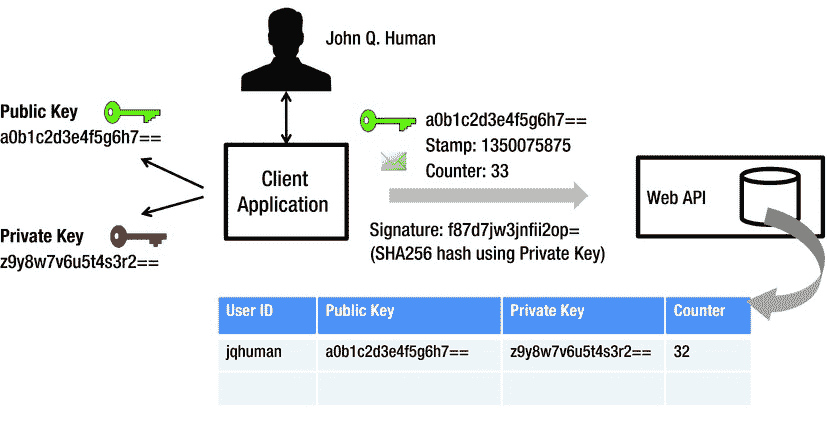 John Q. Human
Public Key
a0b1c2d3e4f5g6h7==
a0b1c2d3e4f5g6h7==
Stamp: 1350075875
Counter: 33
Client
Application
Web API
Private Key
z9y8w7v6u5t4s3r2==
Signature: f87d7jw3jnfii2op=
(SHA256 hash using Private Key)
User ID Public Key Private Key Counter
jqhuman a0b1c2d3e4f5g6h7== z9y8w7v6u5t4s3r2== 32